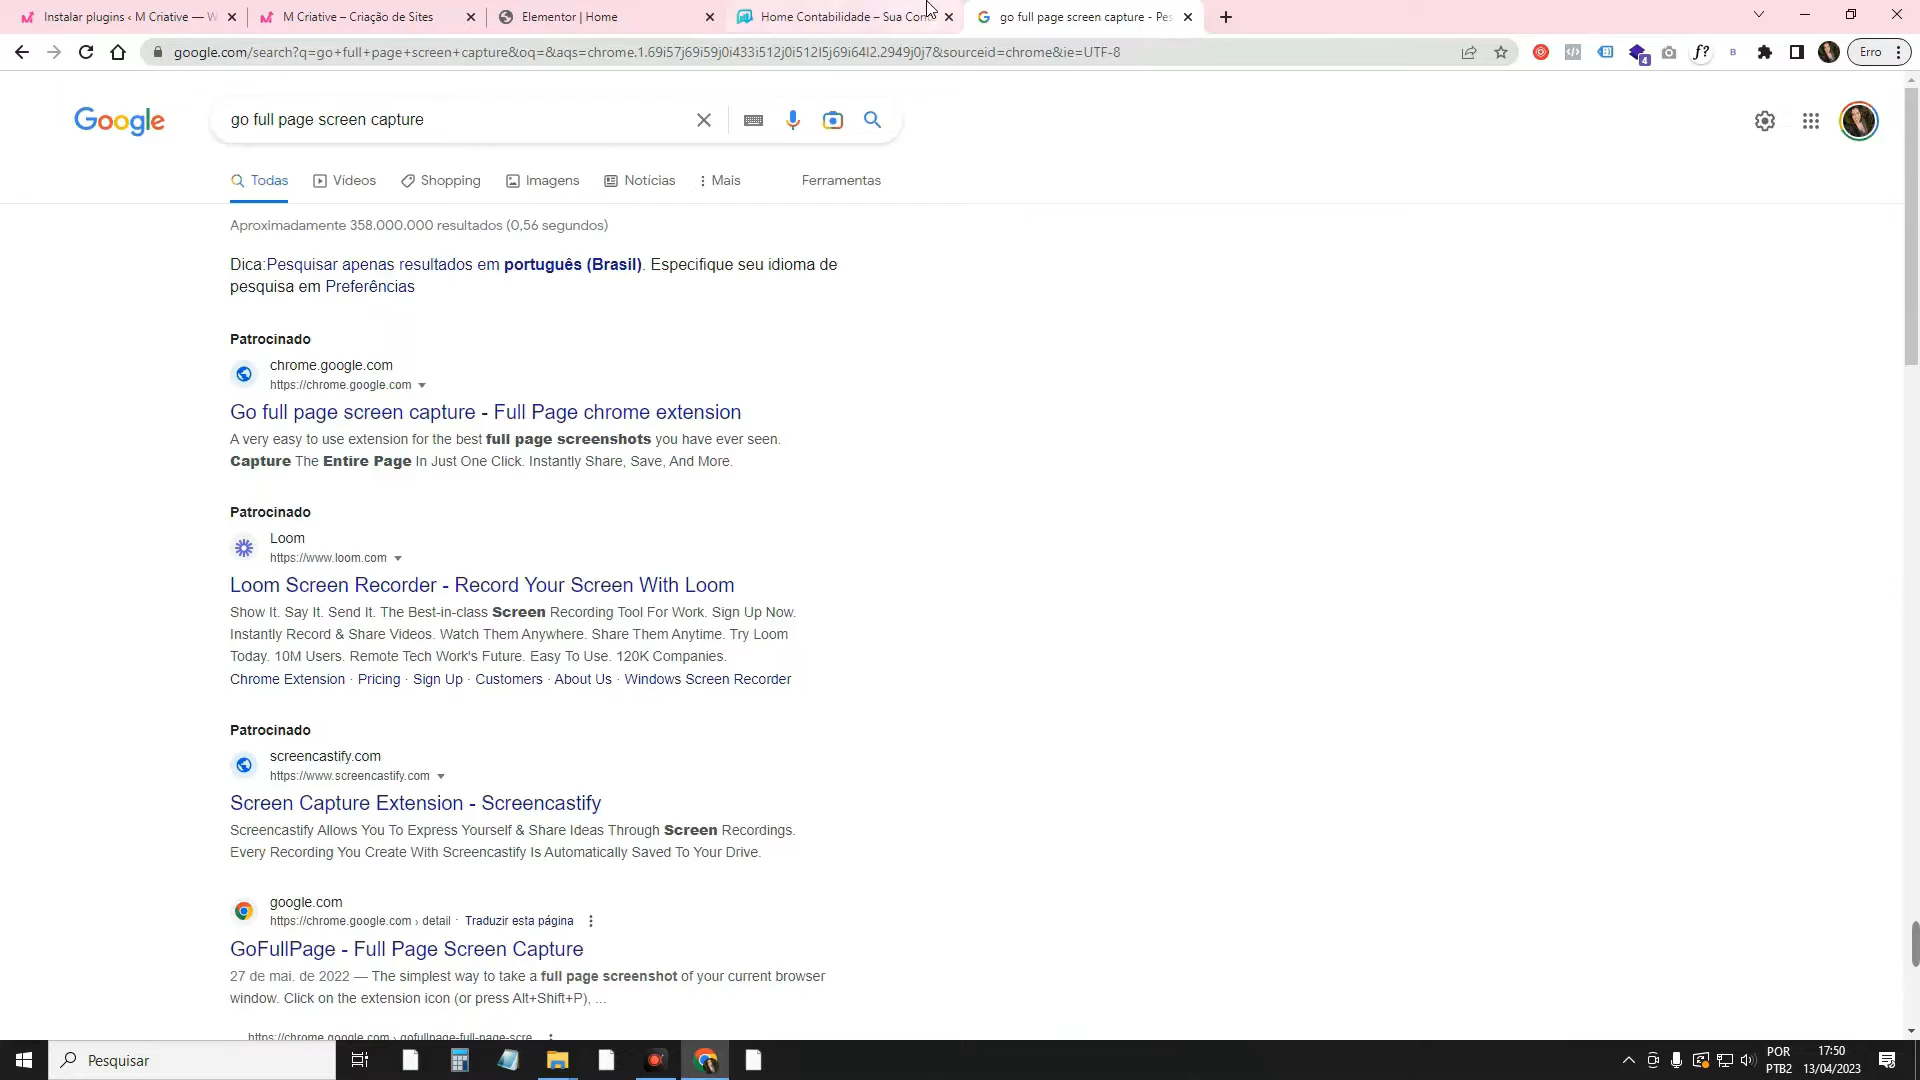 Instalar plugins ‹ M Criative — W
M Criative – Criação de Sites
Elementor | Home
Home Contabilidade – Sua Con
go full page screen capture - Pes
google.com/search?q=go+full+page+screen+capture&oq=&aqs=chrome.1.69i57j69i59j0i433i512j0i512l5j69i64l2.2949j0j7&sourceid=chrome&ie=UTF-8
4
f?
B
Erro
Google
go full page screen capture
Todas
Vídeos
Shopping
Imagens
Notícias
Mais
Ferramentas
Aproximadamente 358.000.000 resultados (0,56 segundos)
Dica:Pesquisar apenas resultados em português (Brasil). Especifique seu idioma de
pesquisa em Preferências
Patrocinado
chrome.google.com
https://chrome.google.com
Go full page screen capture - Full Page chrome extension
A very easy to use extension for the best full page screenshots you have ever seen.
Capture The Entire Page In Just One Click. Instantly Share, Save, And More.
Patrocinado
Loom
https://www.loom.com
Loom Screen Recorder - Record Your Screen With Loom
Show It. Say It. Send It. The Best-in-class Screen Recording Tool For Work. Sign Up Now.
Instantly Record & Share Videos. Watch Them Anywhere. Share Them Anytime. Try Loom
Today. 10M Users. Remote Tech Work's Future. Easy To Use. 120K Companies.
Chrome Extension · Pricing · Sign Up · Customers · About Us · Windows Screen Recorder
Patrocinado
screencastify.com
https://www.screencastify.com
Screen Capture Extension - Screencastify
Screencastify Allows You To Express Yourself & Share Ideas Through Screen Recordings.
Every Recording You Create With Screencastify Is Automatically Saved To Your Drive.
google.com
https://chrome.google.com › detail · Traduzir esta página
GoFullPage - Full Page Screen Capture
27 de mai. de 2022 — The simplest way to take a full page screenshot of your current browser
window. Click on the extension icon (or press Alt+Shift+P), ...
https://chrome.google.com › gofullpage-full-page-scre...
Pesquisar
POR
PTB2
17:50
13/04/2023